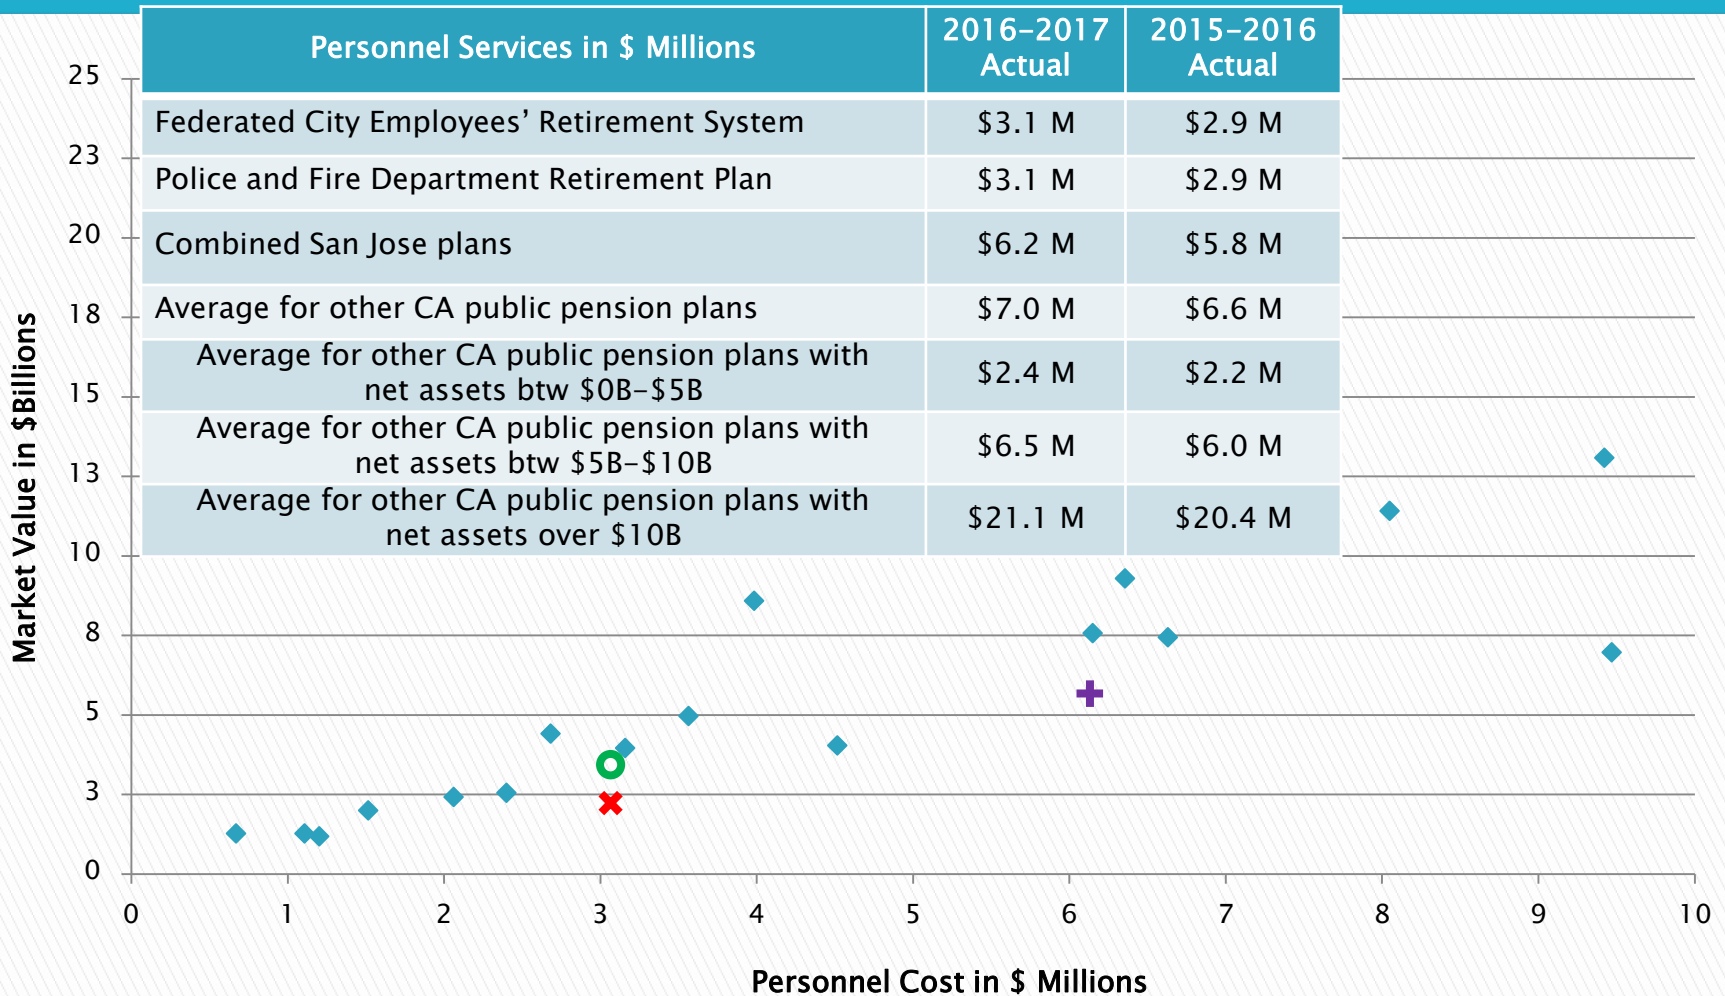 Personnel Services in $ Millions
2016–2017
Actual
2015–2016
Actual
Federated City Employees’ Retirement System
$3.1 M
$2.9 M
Police and Fire Department Retirement Plan
$3.1 M
$2.9 M
Combined San Jose plans
$6.2 M
$5.8 M
Average for other CA public pension plans
$7.0 M
$6.6 M
Average for other CA public pension plans with
net assets btw $0B–$5B
$2.4 M
$2.2 M
Average for other CA public pension plans with
net assets btw $5B–$10B
$6.5 M
$6.0 M
Average for other CA public pension plans with
net assets over $10B
$21.1 M
$20.4 M
Market Value in $Billions
25
23
20
18
15
13
10
8
5
3
0
0 1 2 3 4 5 6 7 8 9 10
Personnel Cost in $ Millions